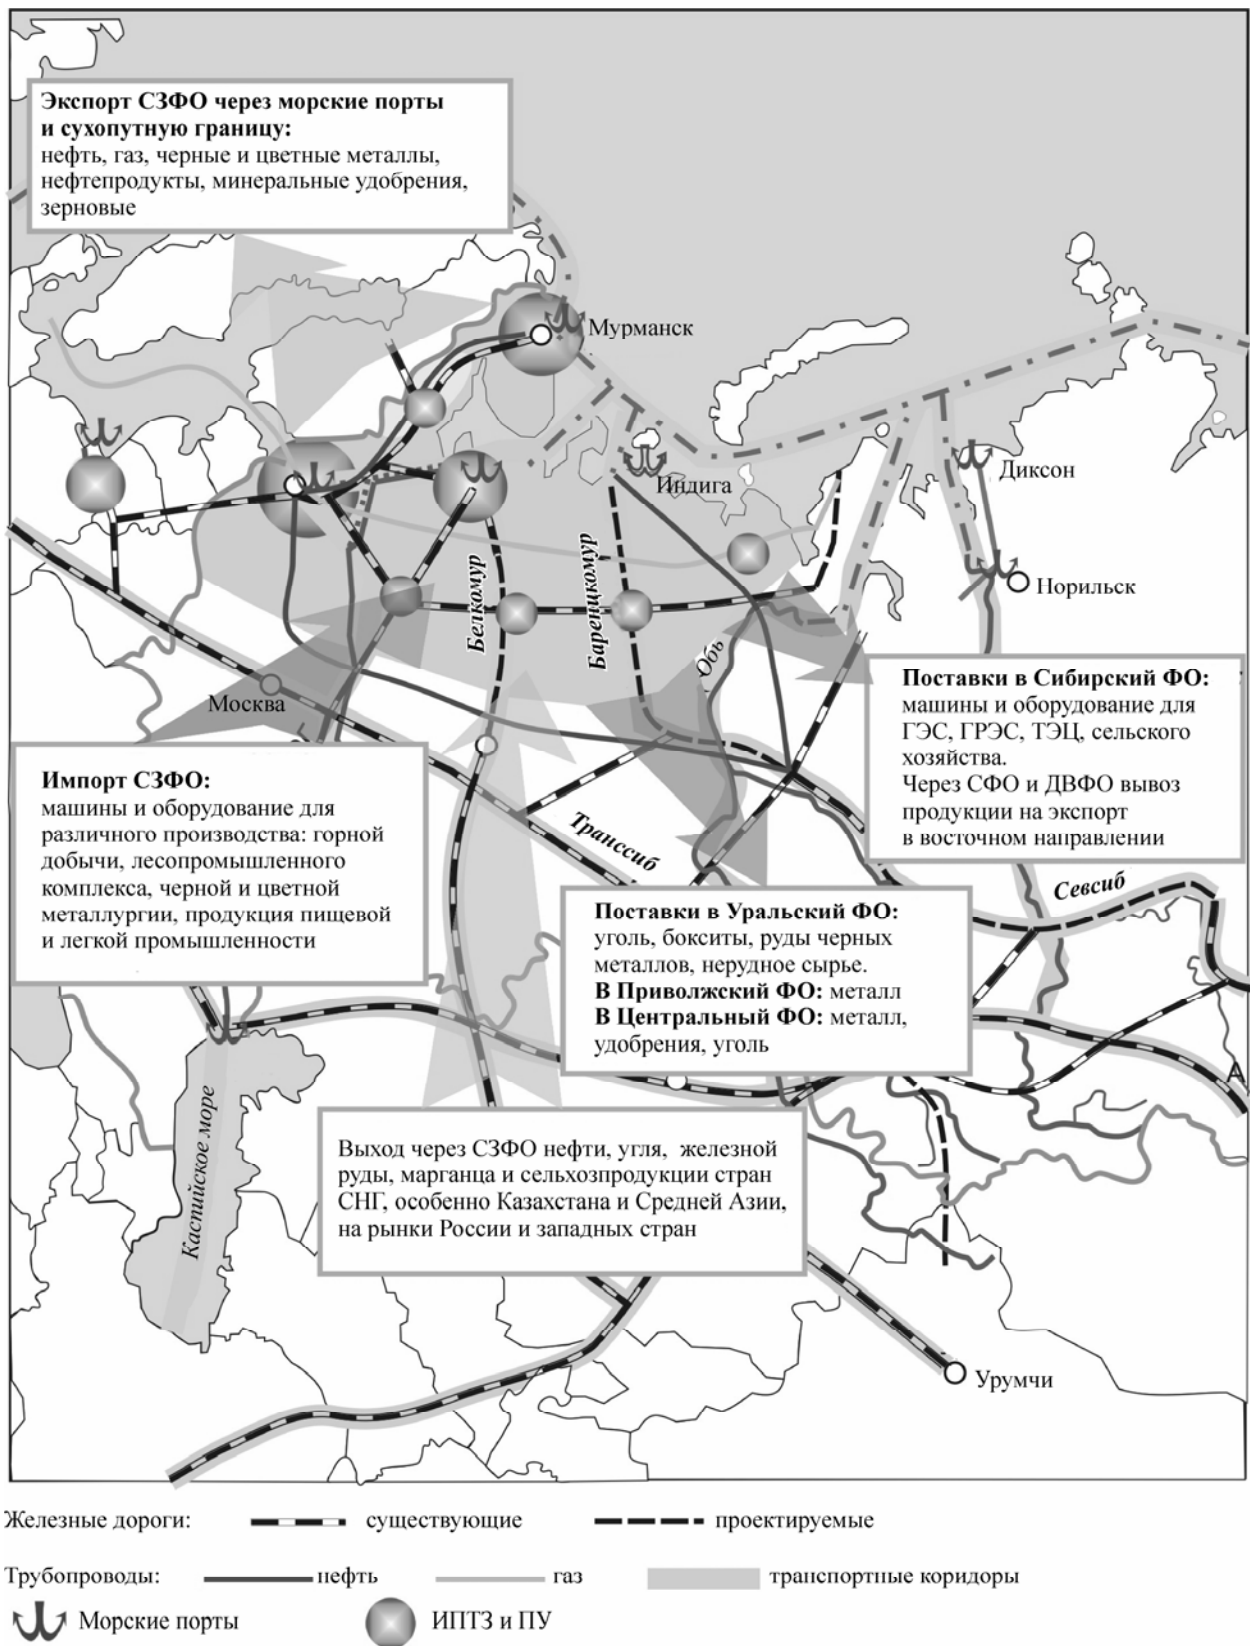 Экспорт СЗФО через морские порты
и сухопутную границу:
нефть, газ, черные и цветные металлы,
нефтепродукты, минеральные удобрения,
зерновые
Мурманск
Индига
Диксон
Норильск
Белкомур
Баренцкомур
Обь
Москва
Поставки в Сибирский ФО:
машины и оборудование для
ГЭС, ГРЭС, ТЭЦ, сельского
хозяйства.
Через СФО и ДВФО вывоз
продукции на экспорт
в восточном направлении
Импорт СЗФО:
машины и оборудование для
различного производства: горной
добычи, лесопромышленного
комплекса, черной и цветной
металлургии, продукция пищевой
и легкой промышленности
Транссиб
Севсиб
Поставки в Уральский ФО:
уголь, бокситы, руды черных
металлов, нерудное сырье.
В Приволжский ФО: металл
В Центральный ФО: металл,
удобрения, уголь
Каспийское море
Выход через СЗФО нефти, угля, железной
руды, марганца и сельхозпродукции стран
СНГ, особенно Казахстана и Средней Азии,
на рынки России и западных стран
Урумчи
Железные дороги: существующие проектируемые
Трубопроводы: нефть газ транспортные коридоры
Морские порты ИПТЗ и ПУ